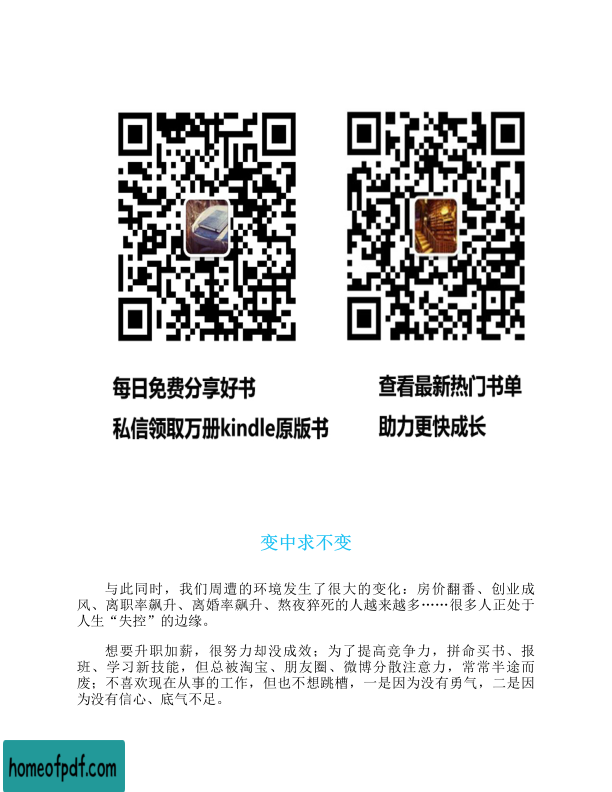 每日免费分享好书
私信领取万册kindle原版书
查看最新热门书单
助力更快成长
变中求不变
与此同时，我们周遭的环境发生了很大的变化：房价翻番、创业成
风、离职率飙升、离婚率飙升、熬夜猝死的人越来越多……很多人正处于
人生“失控”的边缘。
想要升职加薪，很努力却没成效；为了提高竞争力，拼命买书、报
班、学习新技能，但总被淘宝、朋友圈、微博分散注意力，常常半途而
废；不喜欢现在从事的工作，但也不想跳槽，一是因为没有勇气，二是因
为没有信心、底气不足。
homeofpdf.com